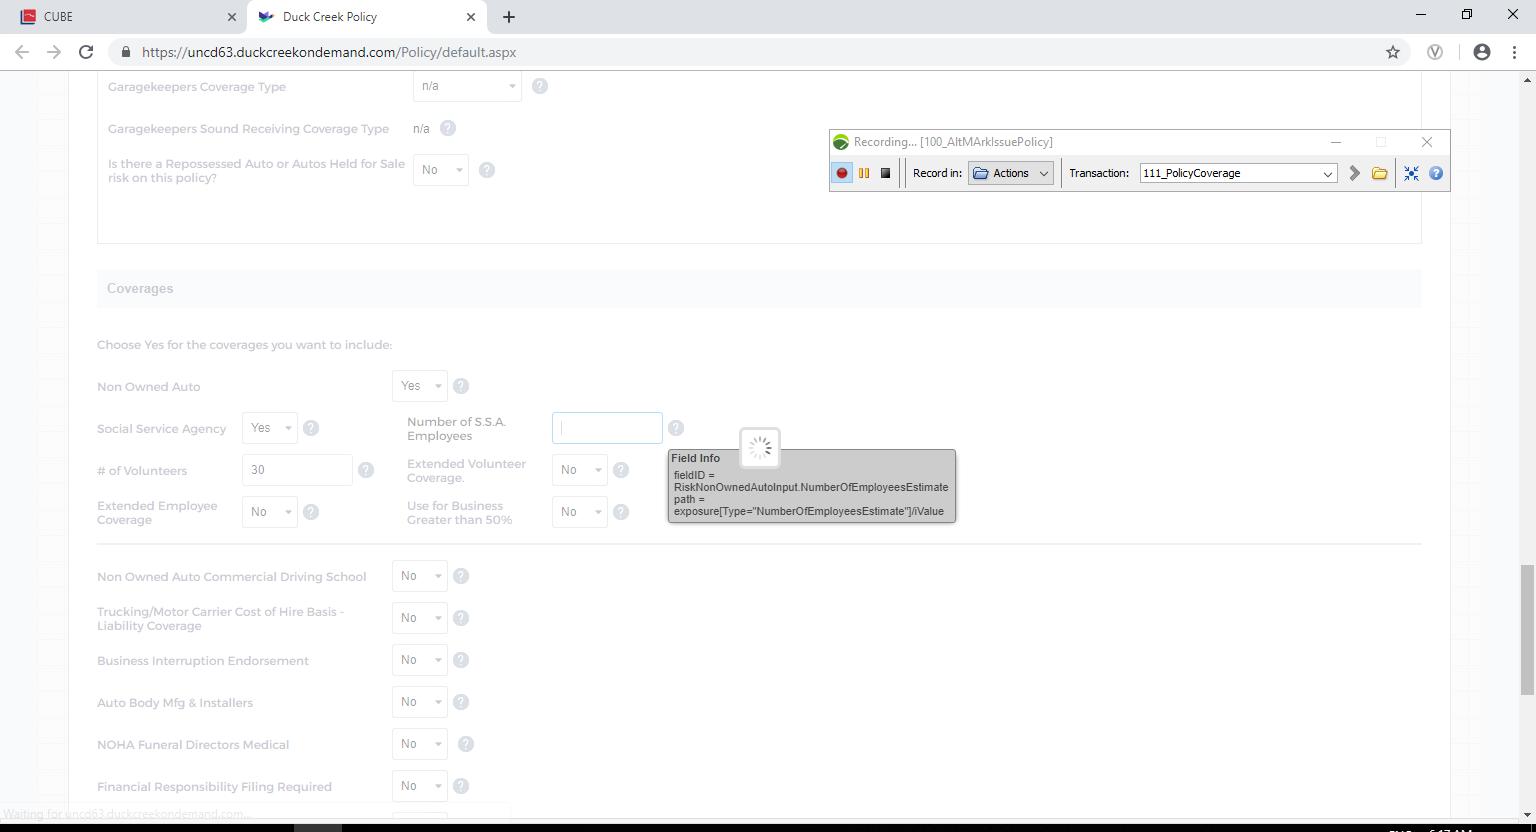 CUBE
Duck Creek Policy
https://uncd63.duckcreekondemand.com/Policy/default.aspx
Garagekeepers Coverage Type
n/a
Garagekeepers Sound Receiving Coverage Type
n/a
Is there a Repossessed Auto or Autos Held for Sale
risk on this policy?
No
Recording... [100_AltMArkIssuePolicy]
Record in:
Actions
Transaction:
111_PolicyCoverage
Coverages
Choose Yes for the coverages you want to include:
Non Owned Auto
Yes
Social Service Agency
Yes
Number of S.S.A.
Employees
# of Volunteers
30
Extended Volunteer
Coverage.
No
Extended Employee
Coverage
No
Use for Business
Greater than 50%
No
Field Info
fieldID =
RiskNonOwnedAutoInput.NumberOfEmployeesEstimate
path =
exposure[Type="NumberOfEmployeesEstimate"]/iValue
Non Owned Auto Commercial Driving School
No
Trucking/Motor Carrier Cost of Hire Basis -
Liability Coverage
No
Business Interruption Endorsement
No
Auto Body Mfg & Installers
No
NOHA Funeral Directors Medical
No
Financial Responsibility Filing Required
No
Waiting for uncd63.duckcreekondemand.com...